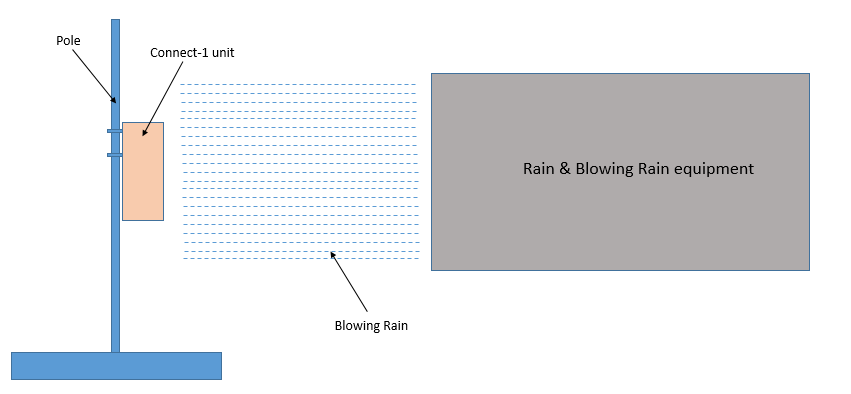 Pole
Connect-1 unit
Rain & Blowing Rain equipment
Blowing Rain